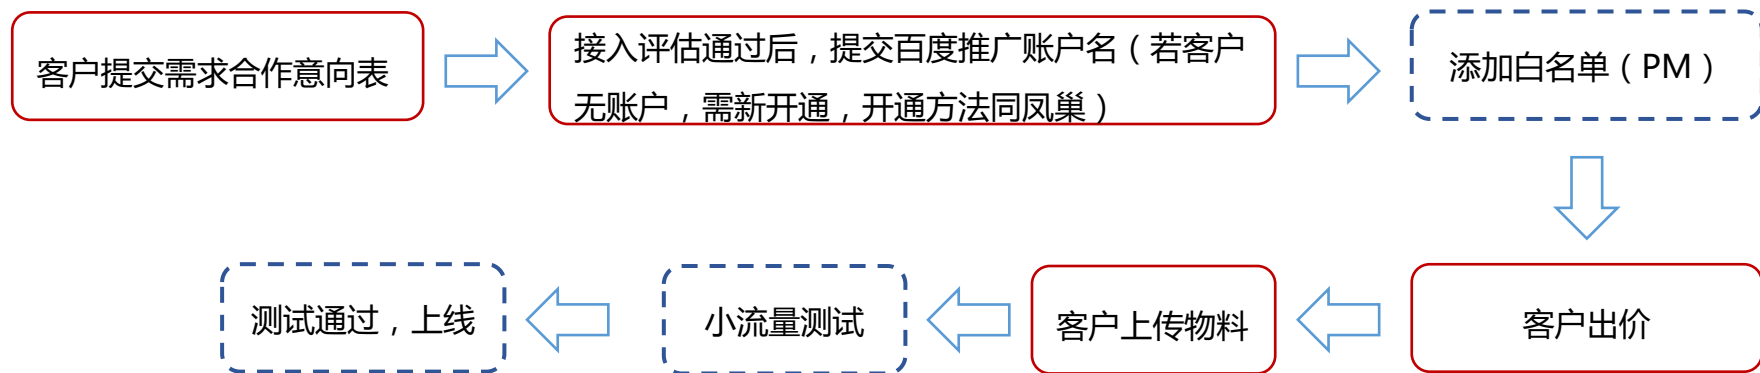 客户提交需求合作意向表
接入评估通过后，提交百度推广账户名（若客户
无账户，需新开通，开通方法同凤巢）
添加白名单（PM）
客户出价
客户上传物料
小流量测试
测试通过，上线